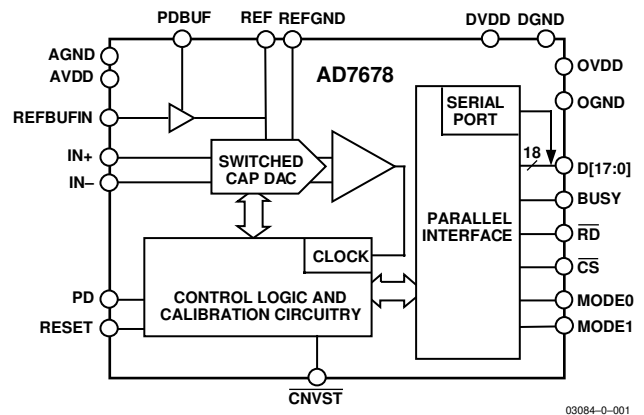 PDBUF REF REFGND DVDD DGND
AGND
AVDD
AD7678
OVDD
OGND
REFBUFIN
SERIAL
PORT
IN+
IN–
SWITCHED
CAP DAC
18
D[17:0]
BUSY
PARALLEL
INTERFACE
RD
CS
CLOCK
CONTROL LOGIC AND
CALIBRATION CIRCUITRY
PD
RESET
MODE0
MODE1
CNVST
03084–0–001